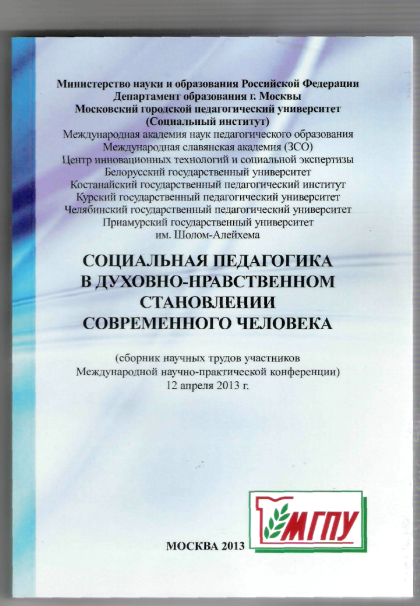 Министерство науки и образования Российской Федерации
Департамент образования г. Москвы
Московский городской педагогический университет
(Социальный институт)
Международная академия наук педагогического образования
Международная славянская академия (ЗСО)
Центр инновационных технологий и социальной экспертизы
Белорусский государственный университет
Костанайский государственный педагогический институт
Курский государственный педагогический университет
Челябинский государственный педагогический университет
Приамурский государственный университет
им. Шолом-Алейхема
СОЦИАЛЬНАЯ ПЕДАГОГИКА
В ДУХОВНО-НРАВСТВЕННОМ
СТАНОВЛЕНИИ
СОВРЕМЕННОГО ЧЕЛОВЕКА
(сборник научных трудов участников
Международной научно-практической конференции)
12 апреля 2013 г.
МГПУ
МОСКВА 2013